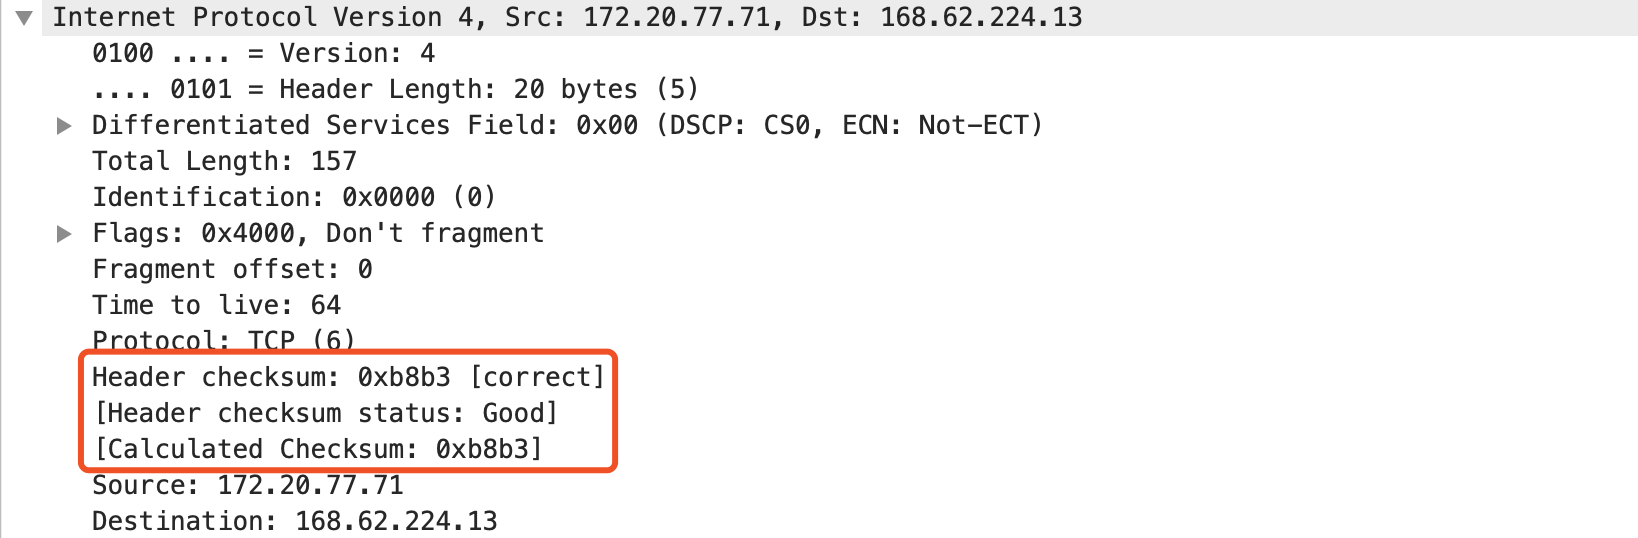 Internet Protocol Version 4, Src: 172.20.77.71, Dst: 168.62.224.13
0100 .... = Version: 4
.... 0101 = Header Length: 20 bytes (5)
Differentiated Services Field: 0x00 (DSCP: CS0, ECN: Not-ECT)
Total Length: 157
Identification: 0x0000 (0)
Flags: 0x4000, Don't fragment
Fragment offset: 0
Time to live: 64
Protocol: TCP (6)
Header checksum: 0xb8b3 [correct]
[Header checksum status: Good]
[Calculated Checksum: 0xb8b3]
Source: 172.20.77.71
Destination: 168.62.224.13